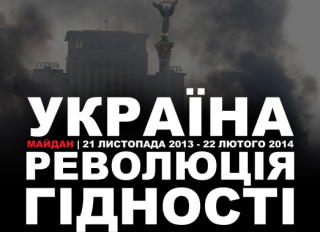 УКРАЇНА
МАЙДАН | 21 ЛИСТОПАДА 2013 - 22 ЛЮТОГО 2014
РЕВОЛЮЦІЯ
ГІДНОСТІ